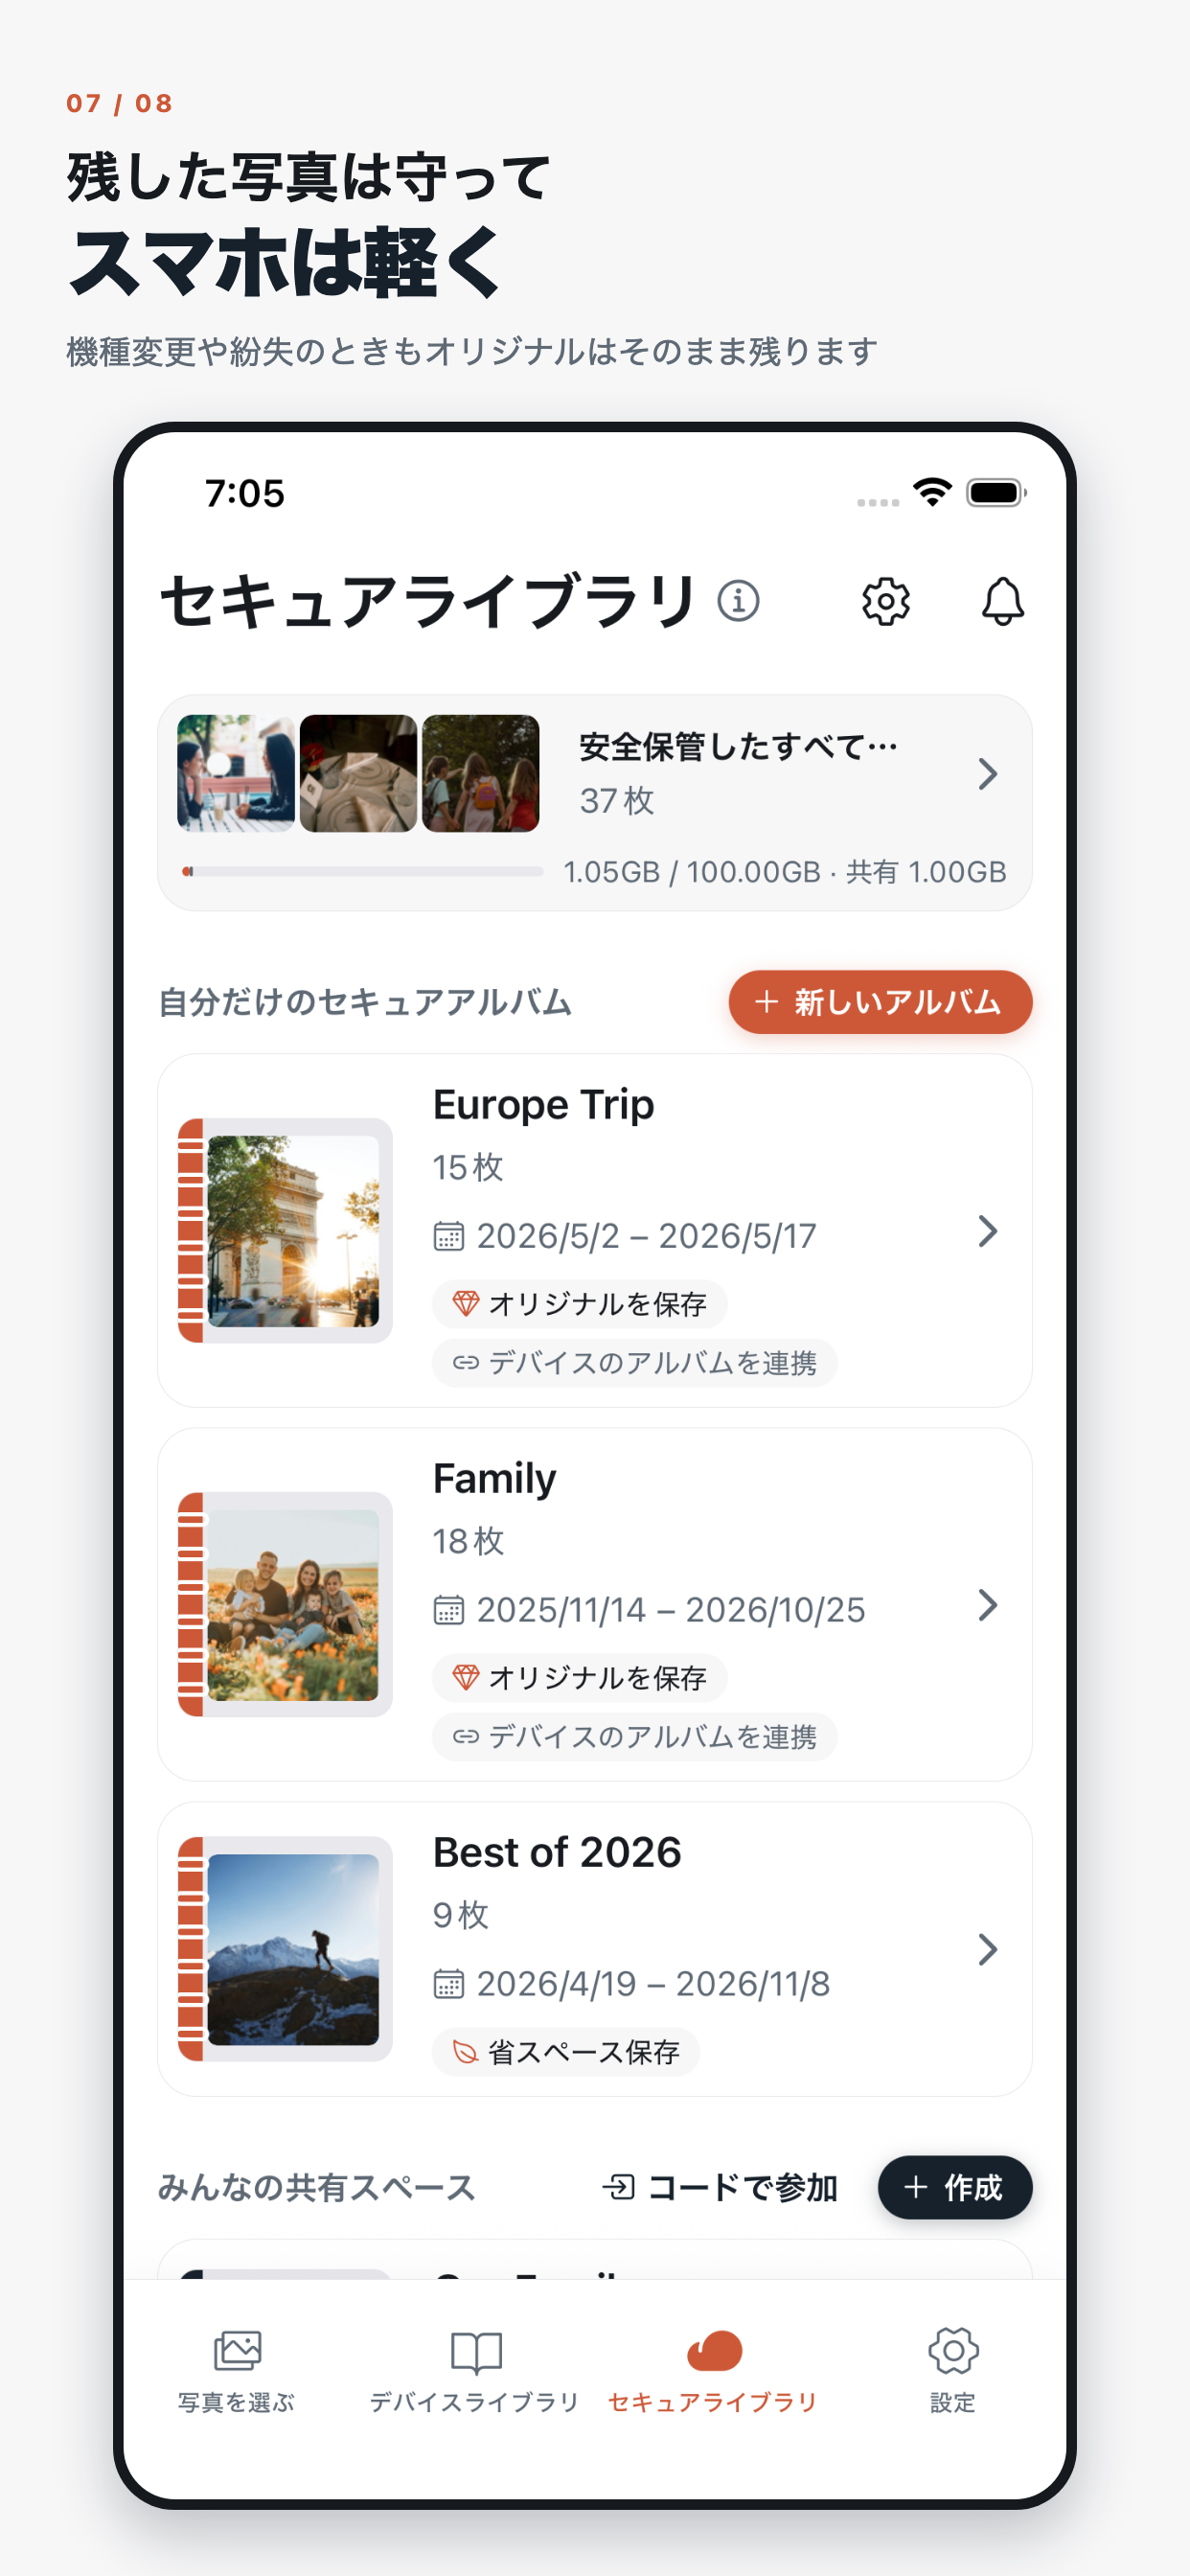 07 / 08
残した写真は守って
スマホは軽く
機種変更や紛失のときもオリジナルはそのまま残ります
7:05
セキュアライブラリ
安全保管したすべて…
37枚
1.05GB / 100.00GB · 共有 1.00GB
自分だけのセキュアアルバム
+ 新しいアルバム
Europe Trip
15枚
2026/5/2 – 2026/5/17
オリジナルを保存
デバイスのアルバムを連携
Family
18枚
2025/11/14 – 2026/10/25
オリジナルを保存
デバイスのアルバムを連携
Best of 2026
9枚
2026/4/19 – 2026/11/8
省スペース保存
みんなの共有スペース
コードで参加
+ 作成
写真を選ぶ
デバイスライブラリ
セキュアライブラリ
設定